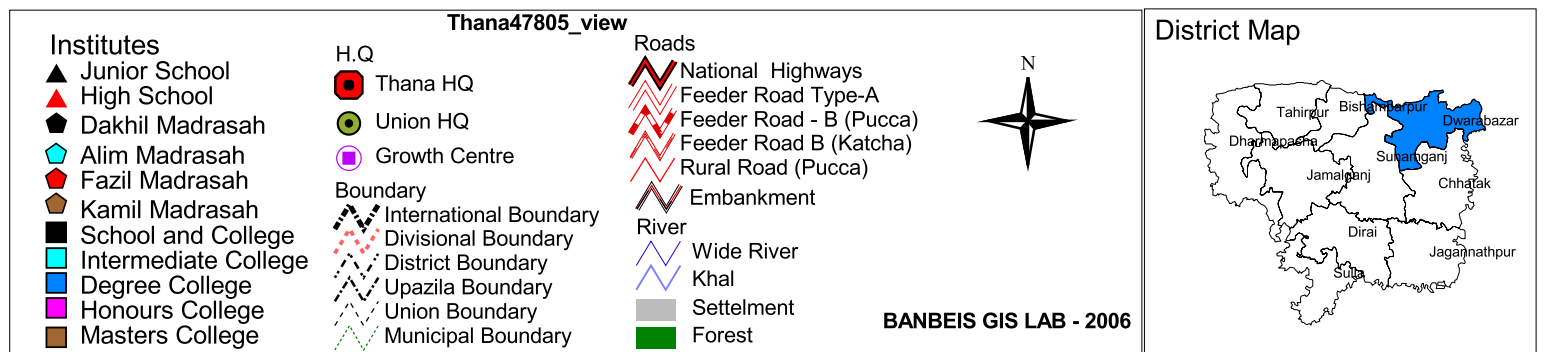 Thana47805_view
Institutes
Junior School
High School
Dakhil Madrasah
Alim Madrasah
Fazil Madrasah
Kamil Madrasah
School and College
Intermediate College
Degree College
Honours College
Masters College
H.Q
Thana HQ
Union HQ
Growth Centre
Boundary
International Boundary
Divisional Boundary
District Boundary
Upazila Boundary
Union Boundary
Municipal Boundary
Roads
National Highways
Feeder Road Type-A
Feeder Road - B (Pucca)
Feeder Road B (Katcha)
Rural Road (Pucca)
Embankment
River
Wide River
Khal
Settelment
Forest
N
BANBEIS GIS LAB - 2006
District Map
Bishamparpur
Tahirpur
Dwarabazar
Dharmapasha
Sunamganj
Jamalganj
Chhatak
Dirai
Jagannathpur
Sulla